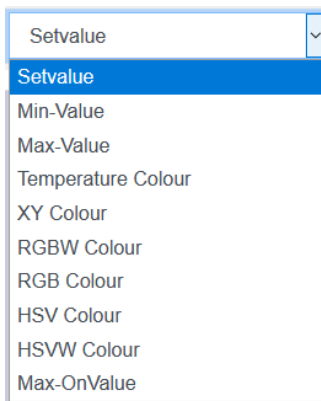 Setvalue
Setvalue
Min-Value
Max-Value
Temperature Colour
XY Colour
RGBW Colour
RGB Colour
HSV Colour
HSVW Colour
Max-OnValue